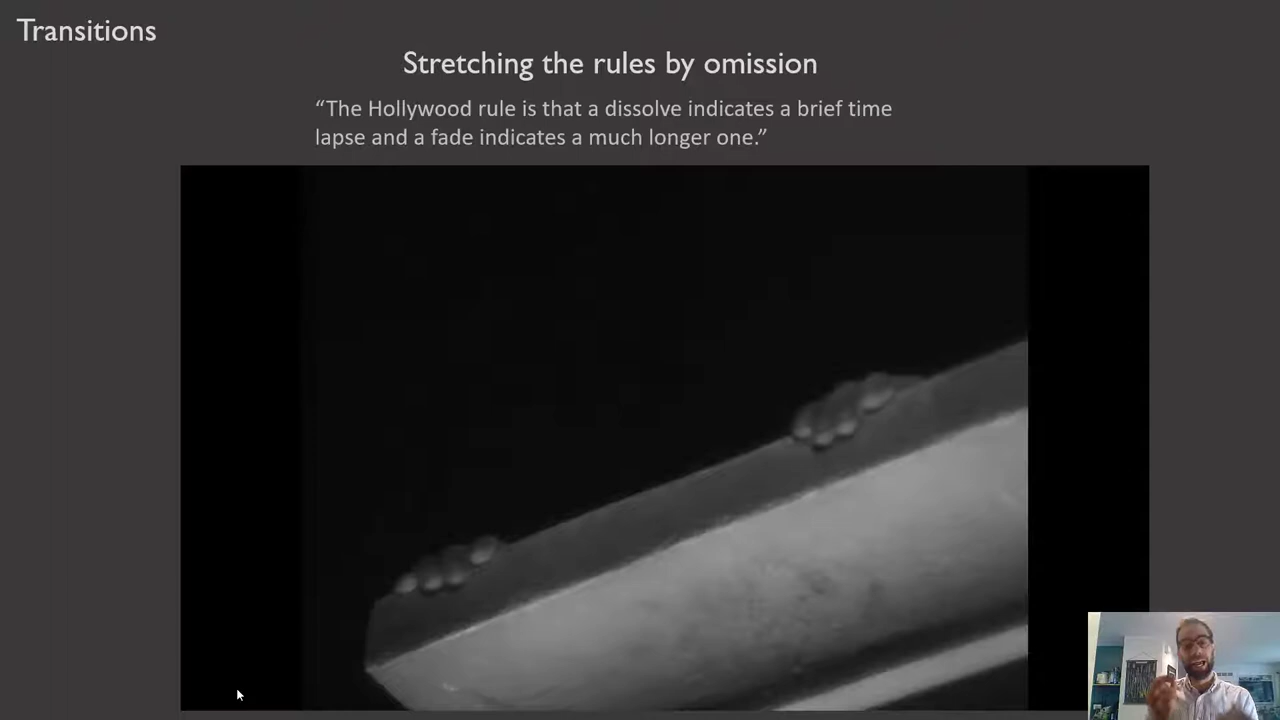 Transitions
Stretching the rules by omission
“The Hollywood rule is that a dissolve indicates a brief time
lapse and a fade indicates a much longer one.”